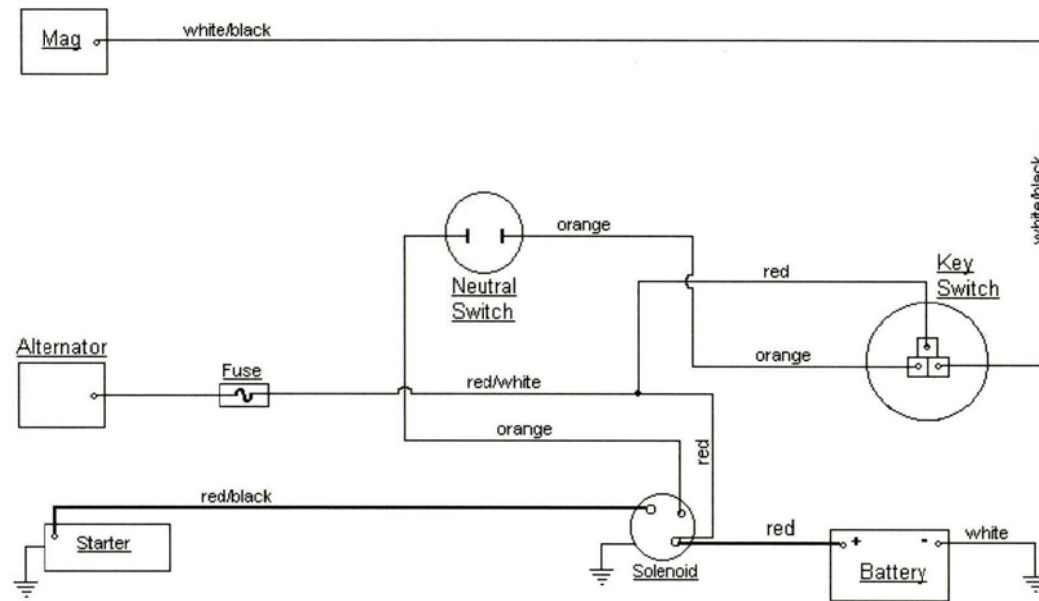 Mag
white/black
white/black
orange
Neutral
Switch
red
Key
Switch
Alternator
Fuse
red/white
orange
orange
red
red/black
Starter
Solenoid
red
+
-
Battery
white